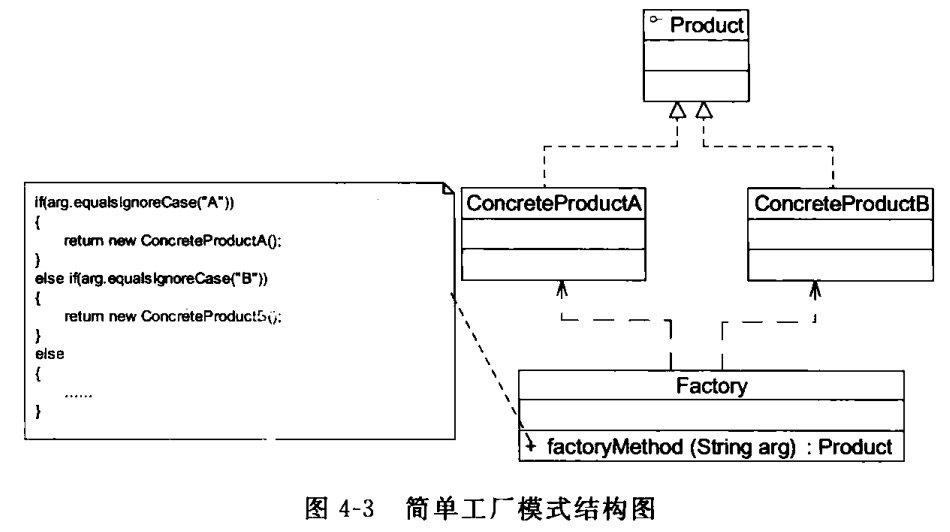 Product
ConcreteProductA
ConcreteProductB
if(arg.equalsIgnoreCase("A"))
{
return new ConcreteProductA();
}
else if(arg.equalsIgnoreCase("B"))
{
return new ConcreteProductB();
}
else
{
......
}
Factory
+ factoryMethod (String arg) : Product
图 4-3 简单工厂模式结构图